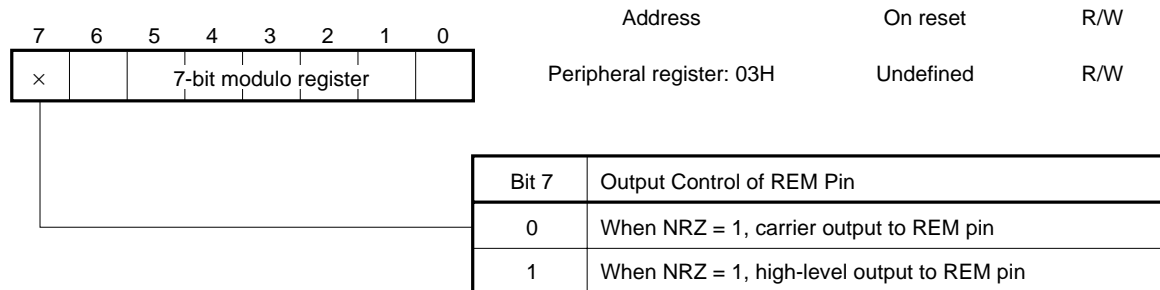 Address On reset R/W
7 6 5 4 3 2 1 0
× 7-bit modulo register Peripheral register: 03H Undefined R/W
Bit 7 Output Control of REM Pin
0 When NRZ = 1, carrier output to REM pin
1 When NRZ = 1, high-level output to REM pin